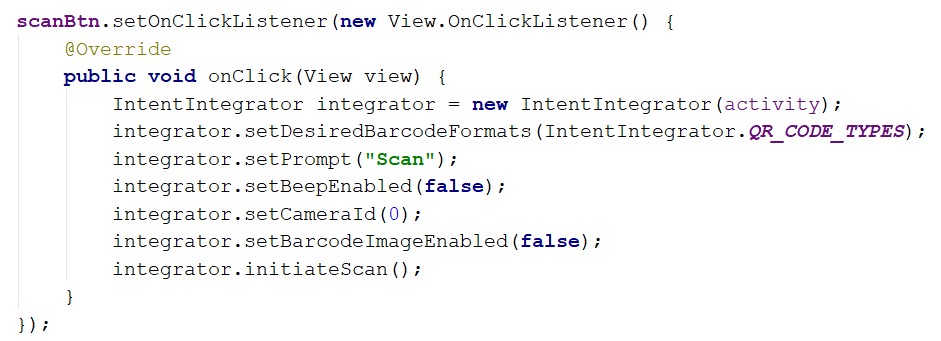 scanBtn.setOnClickListener(new View.OnClickListener() {
    @Override
    public void onClick(View view) {
        IntentIntegrator integrator = new IntentIntegrator(activity);
        integrator.setDesiredBarcodeFormats(IntentIntegrator.QR_CODE_TYPES);
        integrator.setPrompt("Scan");
        integrator.setBeepEnabled(false);
        integrator.setCameraId(0);
        integrator.setBarcodeImageEnabled(false);
        integrator.initiateScan();
    }
});